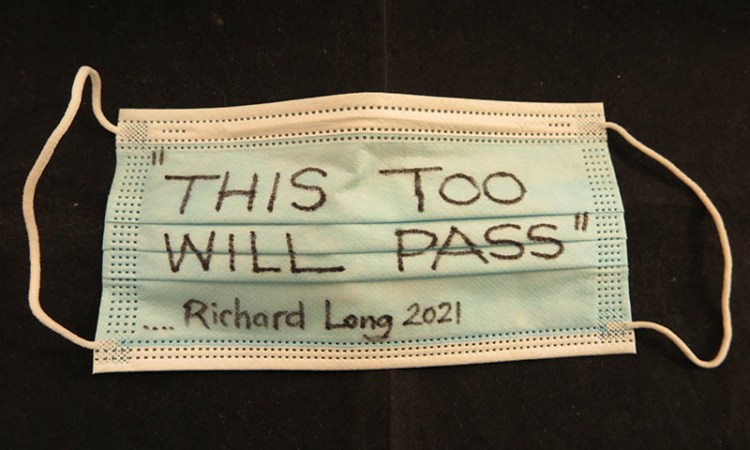 "THIS TOO
WILL PASS"
.... Richard Long 2021